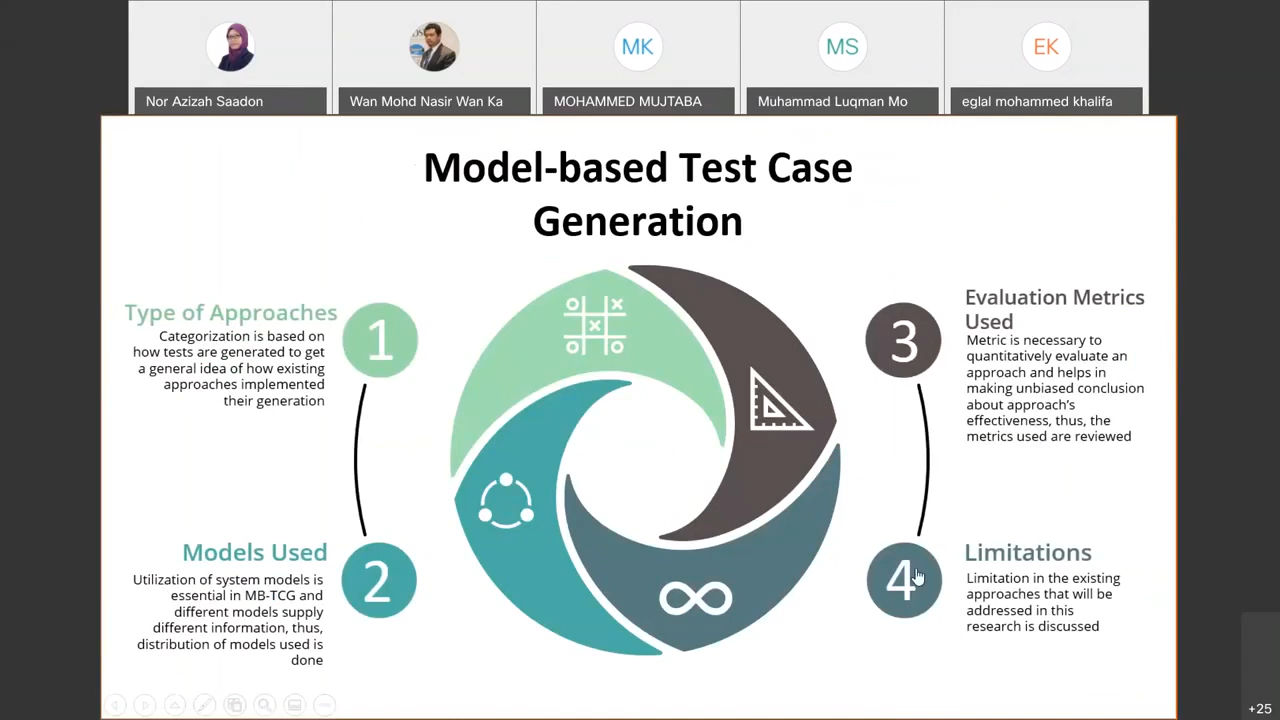 MK
MS
EK
Nor Azizah Saadon
Wan Mohd Nasir Wan Ka
MOHAMMED MUJTABA
Muhammad Luqman Mo
eglal mohammed khalifa
Model-based Test Case
Generation
Type of Approaches
Categorization is based on
how tests are generated to get
a general idea of how existing
approaches implemented
their generation
1
Models Used
Utilization of system models is
essential in MB-TCG and
different models supply
different information, thus,
distribution of models used is
done
2
3
Evaluation Metrics
Used
Metric is necessary to
quantitatively evaluate an
approach and helps in
making unbiased conclusion
about approach's
effectiveness, thus, the
metrics used are reviewed
4
Limitations
Limitation in the existing
approaches that will be
addressed in this
research is discussed
+25